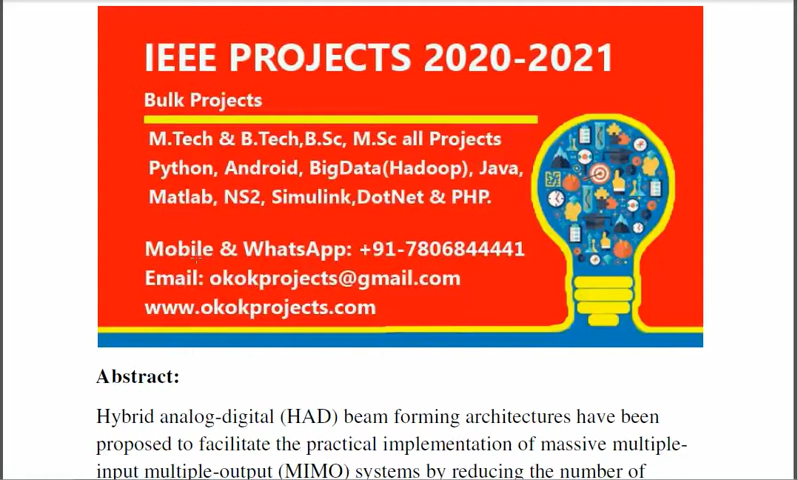 IEEE PROJECTS 2020-2021
Bulk Projects
M.Tech & B.Tech,B.Sc, M.Sc all Projects
Python, Android, BigData(Hadoop), Java,
Matlab, NS2, Simulink,DotNet & PHP.
Mobile & WhatsApp: +91-7806844441
Email: okokprojects@gmail.com
www.okokprojects.com
Abstract:
Hybrid analog-digital (HAD) beam forming architectures have been
proposed to facilitate the practical implementation of massive multiple-
input multiple-output (MIMO) systems by reducing the number of